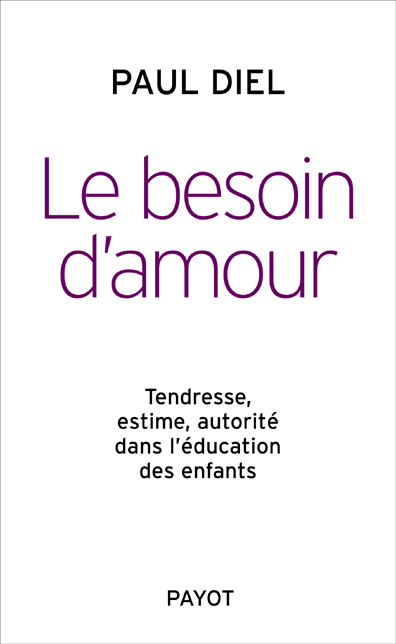 PAUL DIEL
Le besoin
d'amour
Tendresse,
estime, autorité
dans l'éducation
des enfants
PAYOT